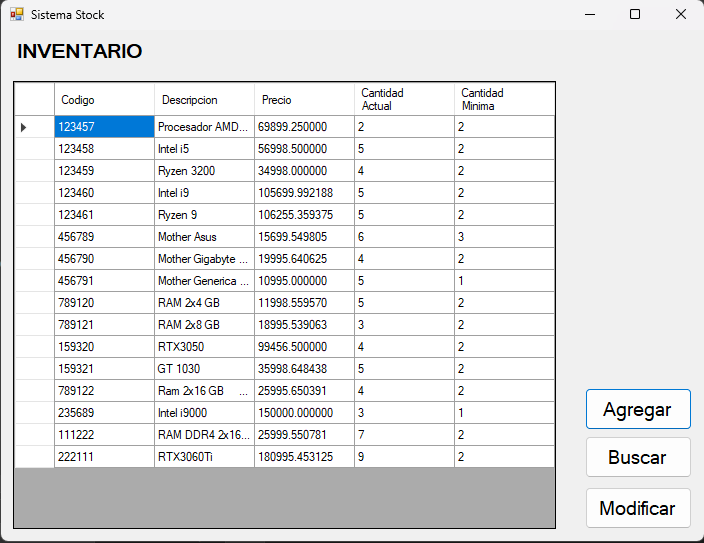 Sistema Stock
INVENTARIO
Codigo Descripcion Precio Cantidad Actual Cantidad Minima
123457 Procesador AMD... 69899.250000 2 2
123458 Intel i5 56998.500000 5 2
123459 Ryzen 3200 34998.000000 4 2
123460 Intel i9 105699.992188 5 2
123461 Ryzen 9 106255.359375 5 2
456789 Mother Asus 15699.549805 6 3
456790 Mother Gigabyte ... 19995.640625 4 2
456791 Mother Generica ... 10995.000000 5 1
789120 RAM 2x4 GB 11998.559570 5 2
789121 RAM 2x8 GB 18995.539063 3 2
159320 RTX3050 99456.500000 4 2
159321 GT 1030 35998.648438 5 2
789122 Ram 2x16 GB ... 25995.650391 4 2
235689 Intel i9000 150000.000000 3 1
111222 RAM DDR4 2x16... 25999.550781 7 2
222111 RTX3060Ti 180995.453125 9 2
Agregar
Buscar
Modificar